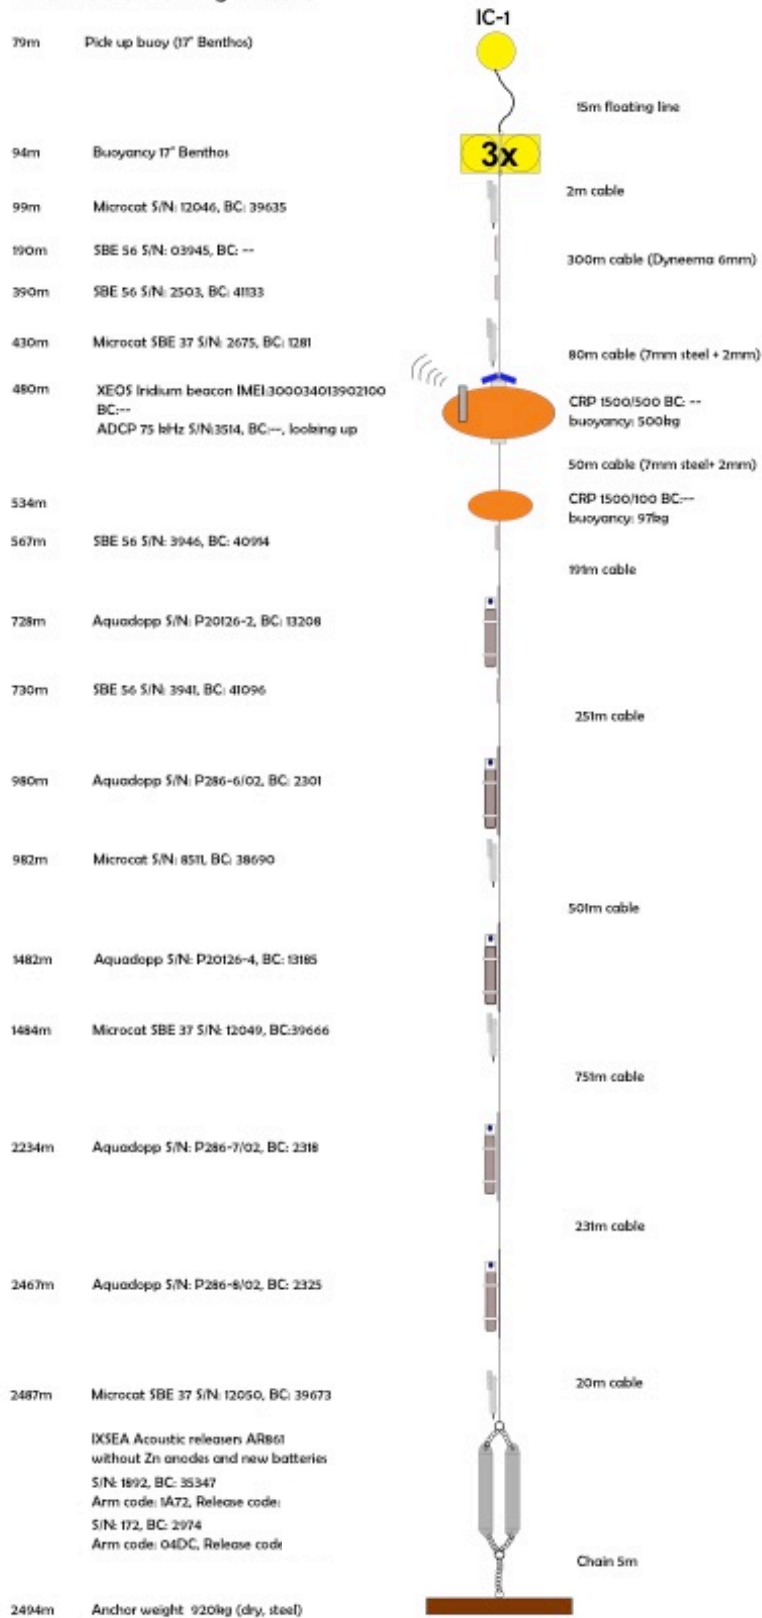 IC-1
79m Pick up buoy (17" Benthos)
15m floating line
94m Buoyancy 17" Benthos
3x
2m cable
99m Microcat S/N: 12046, BC: 39635
190m SBE 56 S/N: 03945, BC: --
300m cable (Dyneema 6mm)
390m SBE 56 S/N: 2503, BC: 41133
430m Microcat SBE 37 S/N: 2675, BC: 1281
80m cable (7mm steel + 2mm)
480m XEOS Iridium beacon IMEI:300034013902100
BC:--
ADCP 75 kHz S/N:3514, BC:--, looking up
CRP 1500/500 BC: --
buoyancy: 500kg
50m cable (7mm steel+ 2mm)
534m
CRP 1500/100 BC:--
buoyancy: 97kg
567m SBE 56 S/N: 3946, BC: 40914
191m cable
728m Aquadopp S/N: P20126-2, BC: 13208
730m SBE 56 S/N: 3941, BC: 41096
251m cable
980m Aquadopp S/N: P286-6/02, BC: 2301
982m Microcat S/N: 8511, BC: 38690
501m cable
1482m Aquadopp S/N: P20126-4, BC: 13185
1484m Microcat SBE 37 S/N: 12049, BC:39666
751m cable
2234m Aquadopp S/N: P286-7/02, BC: 2318
231m cable
2467m Aquadopp S/N: P286-8/02, BC: 2325
20m cable
2487m Microcat SBE 37 S/N: 12050, BC: 39673
IXSEA Acoustic releasers AR861
without Zn anodes and new batteries
S/N: 1892, BC: 35347
Arm code: 1A72, Release code:
S/N: 172, BC: 2974
Arm code: 04DC, Release code
Chain 5m
2494m Anchor weight 920kg (dry, steel)